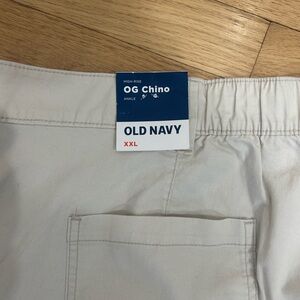 HIGH-RISE
OG Chino
ANKLE
OLD NAVY
XXL